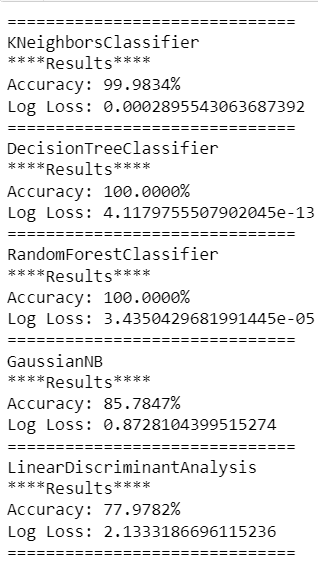 ==============================
KNeighborsClassifier
****Results****
Accuracy: 99.9834%
Log Loss: 0.0002895543063687392
==============================
DecisionTreeClassifier
****Results****
Accuracy: 100.0000%
Log Loss: 4.1179755507902045e-13
==============================
RandomForestClassifier
****Results****
Accuracy: 100.0000%
Log Loss: 3.4350429681991445e-05
==============================
GaussianNB
****Results****
Accuracy: 85.7847%
Log Loss: 0.8728104399515274
==============================
LinearDiscriminantAnalysis
****Results****
Accuracy: 77.9782%
Log Loss: 2.1333186696115236
==============================